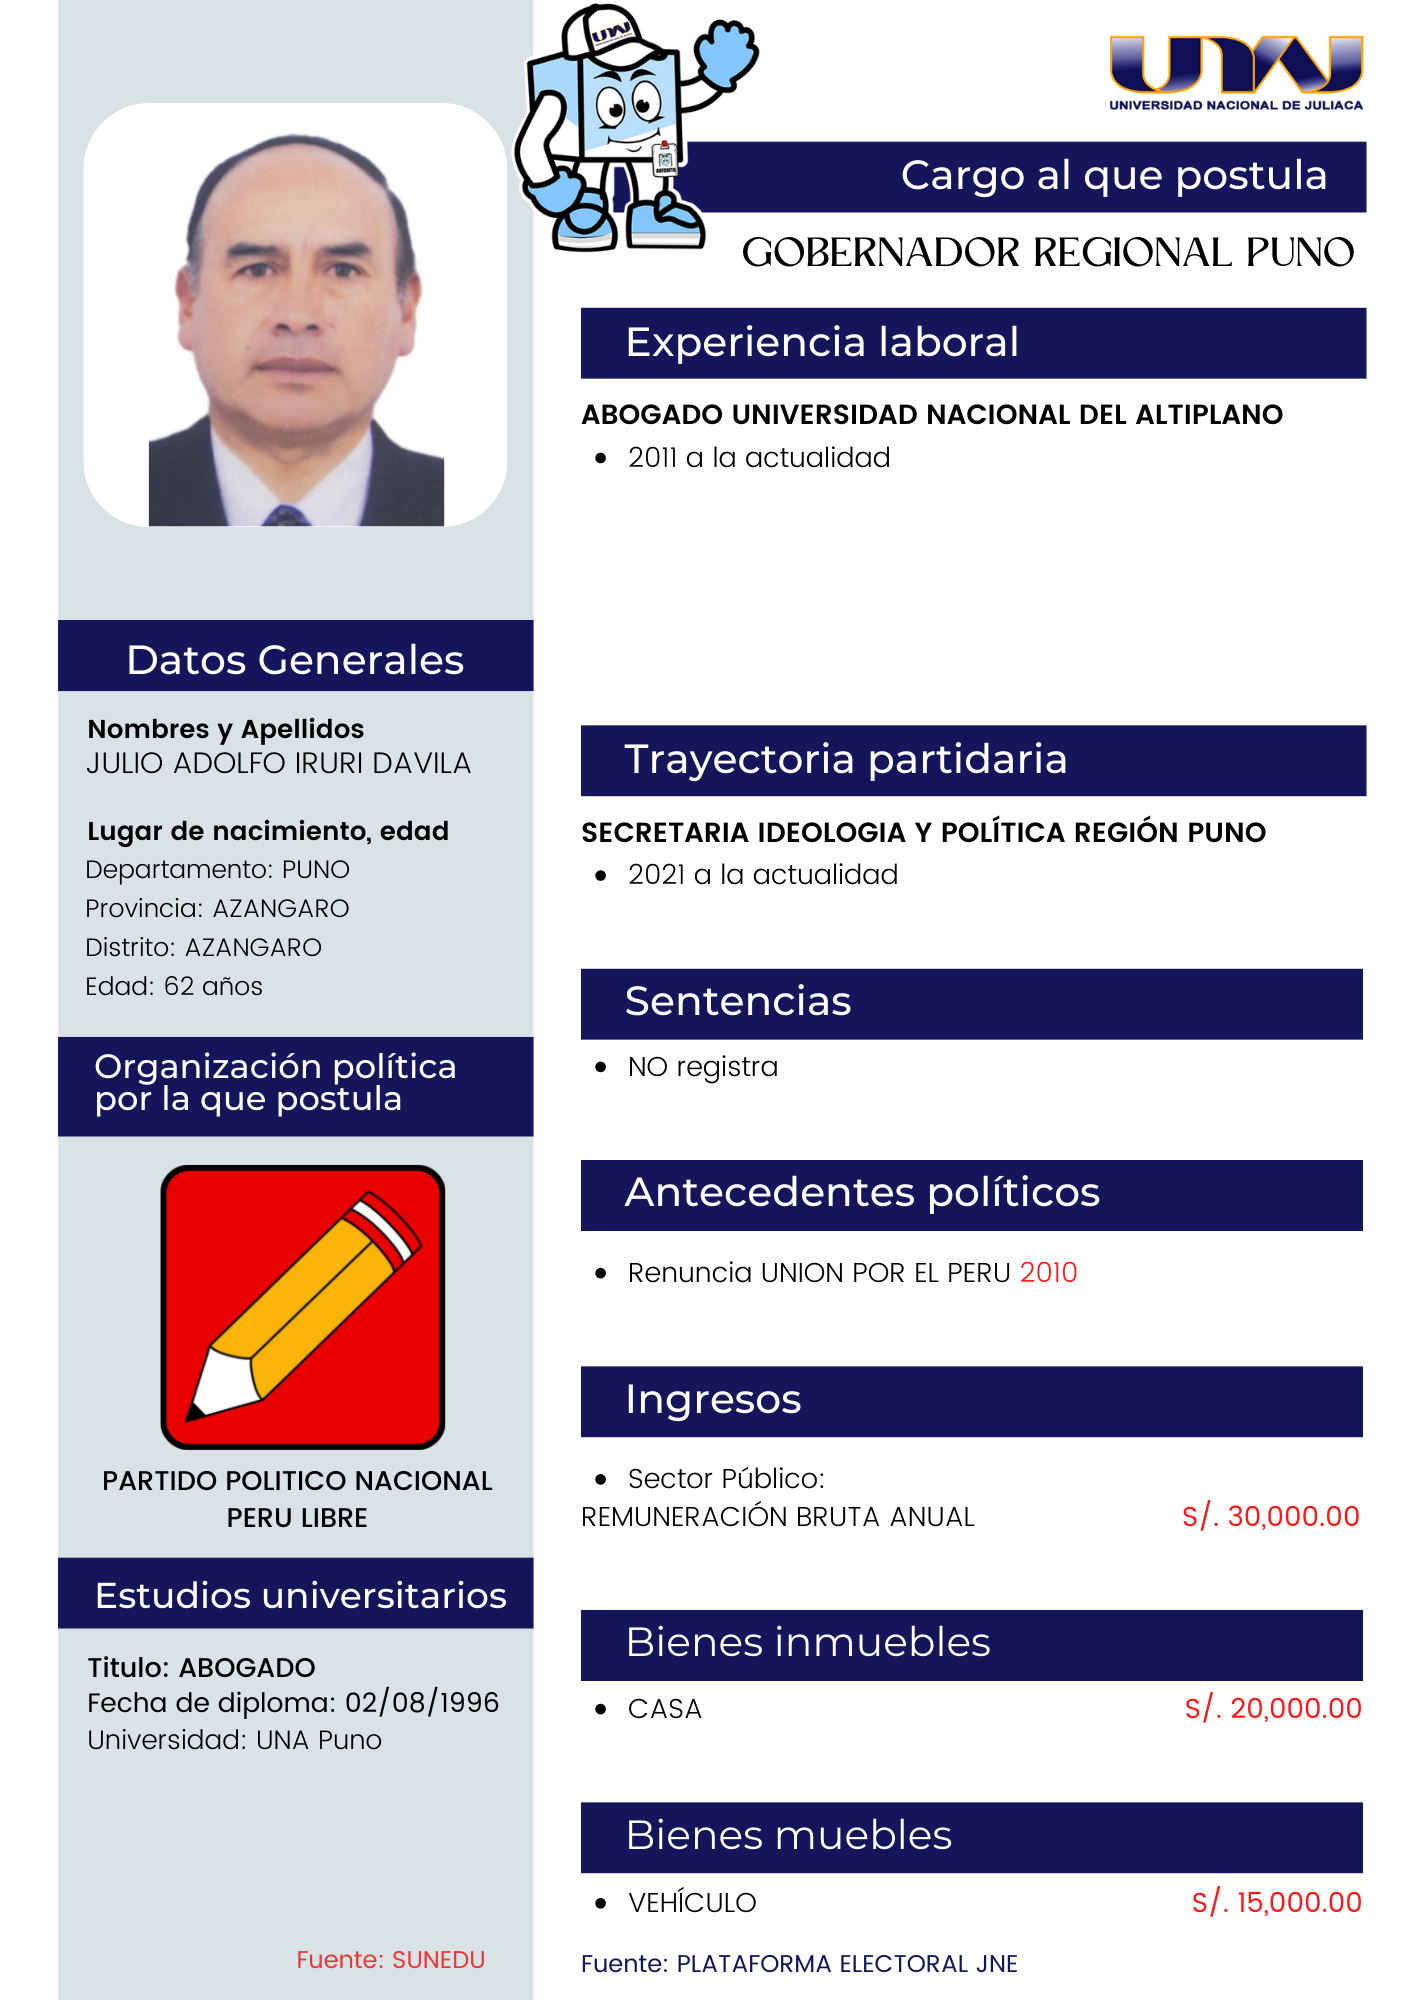 UNAJ
UNIVERSIDAD NACIONAL DE JULIACA
ANFORITO
Cargo al que postula
GOBERNADOR REGIONAL PUNO
Experiencia laboral
ABOGADO UNIVERSIDAD NACIONAL DEL ALTIPLANO
• 2011 a la actualidad
Datos Generales
Nombres y Apellidos
JULIO ADOLFO IRURI DAVILA
Lugar de nacimiento, edad
Departamento: PUNO
Provincia: AZANGARO
Distrito: AZANGARO
Edad: 62 años
Organización política
por la que postula
PARTIDO POLITICO NACIONAL
PERU LIBRE
Estudios universitarios
Titulo: ABOGADO
Fecha de diploma: 02/08/1996
Universidad: UNA Puno
Fuente: SUNEDU
Trayectoria partidaria
SECRETARIA IDEOLOGIA Y POLÍTICA REGIÓN PUNO
• 2021 a la actualidad
Sentencias
• NO registra
Antecedentes políticos
• Renuncia UNION POR EL PERU 2010
Ingresos
• Sector Público:
REMUNERACIÓN BRUTA ANUAL S/. 30,000.00
Bienes inmuebles
• CASA S/. 20,000.00
Bienes muebles
• VEHÍCULO S/. 15,000.00
Fuente: PLATAFORMA ELECTORAL JNE